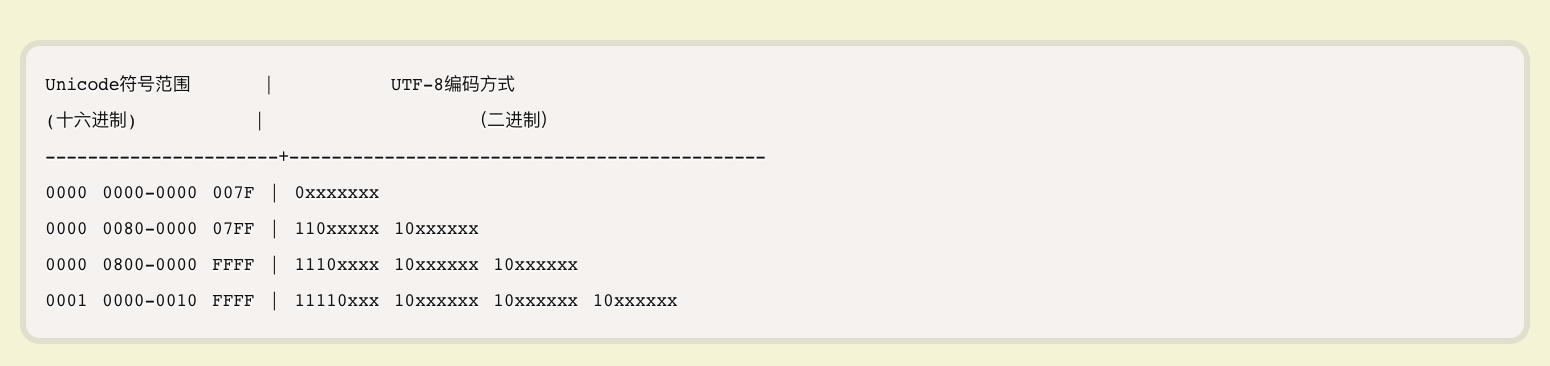 Unicode符号范围 | UTF-8编码方式
(十六进制) | (二进制)
----------------------+---------------------------------------------
0000 0000-0000 007F | 0xxxxxxx
0000 0080-0000 07FF | 110xxxxx 10xxxxxx
0000 0800-0000 FFFF | 1110xxxx 10xxxxxx 10xxxxxx
0001 0000-0010 FFFF | 11110xxx 10xxxxxx 10xxxxxx 10xxxxxx